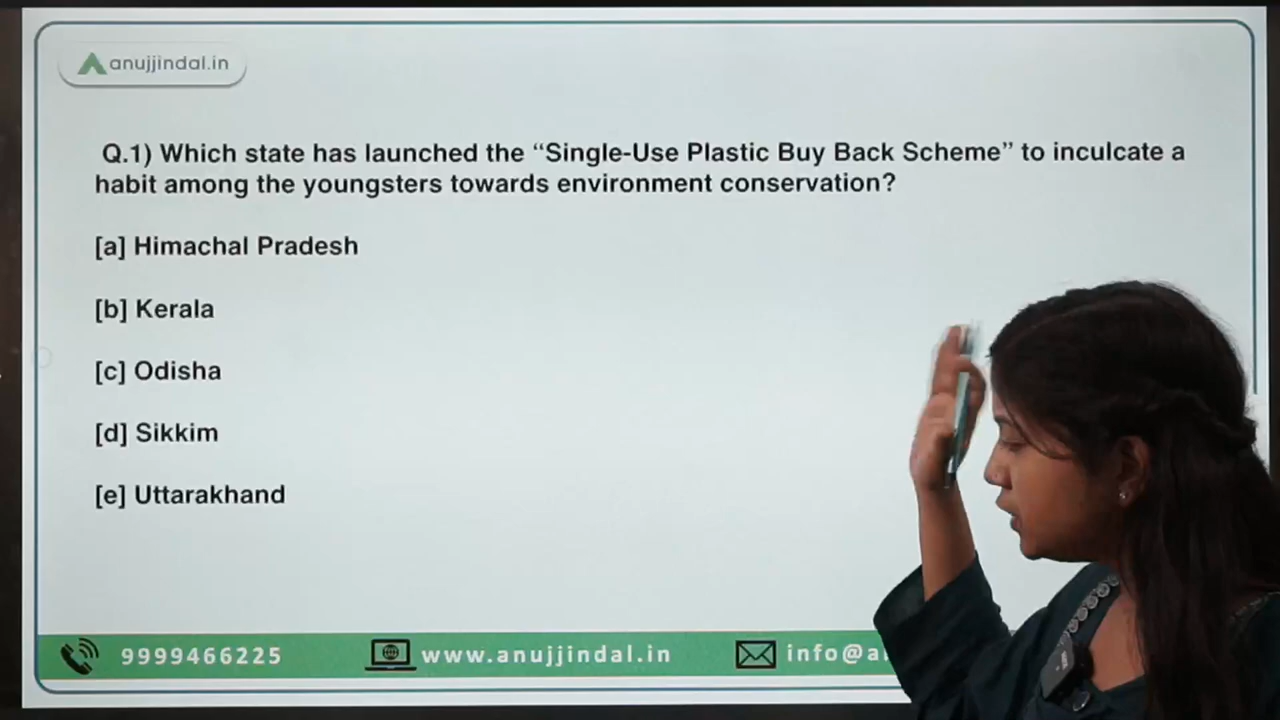 anujjindal.in
Q.1) Which state has launched the “Single-Use Plastic Buy Back Scheme” to inculcate a
habit among the youngsters towards environment conservation?
[a] Himachal Pradesh
[b] Kerala
[c] Odisha
[d] Sikkim
[e] Uttarakhand
9999466225 www.anujjindal.in info@a